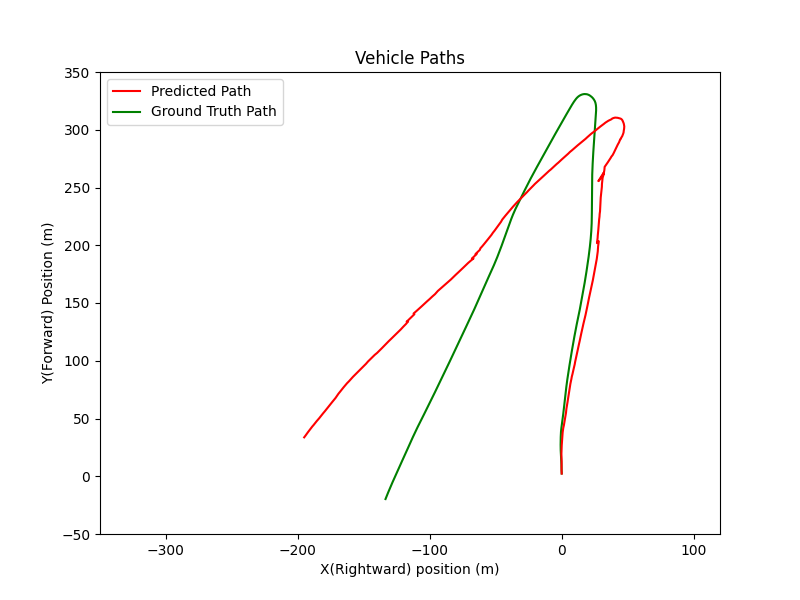 Vehicle Paths
Predicted Path
Ground Truth Path
Y(Forward) Position (m)
350
300
250
200
150
100
50
0
−50
−300
−200
−100
0
100
X(Rightward) position (m)